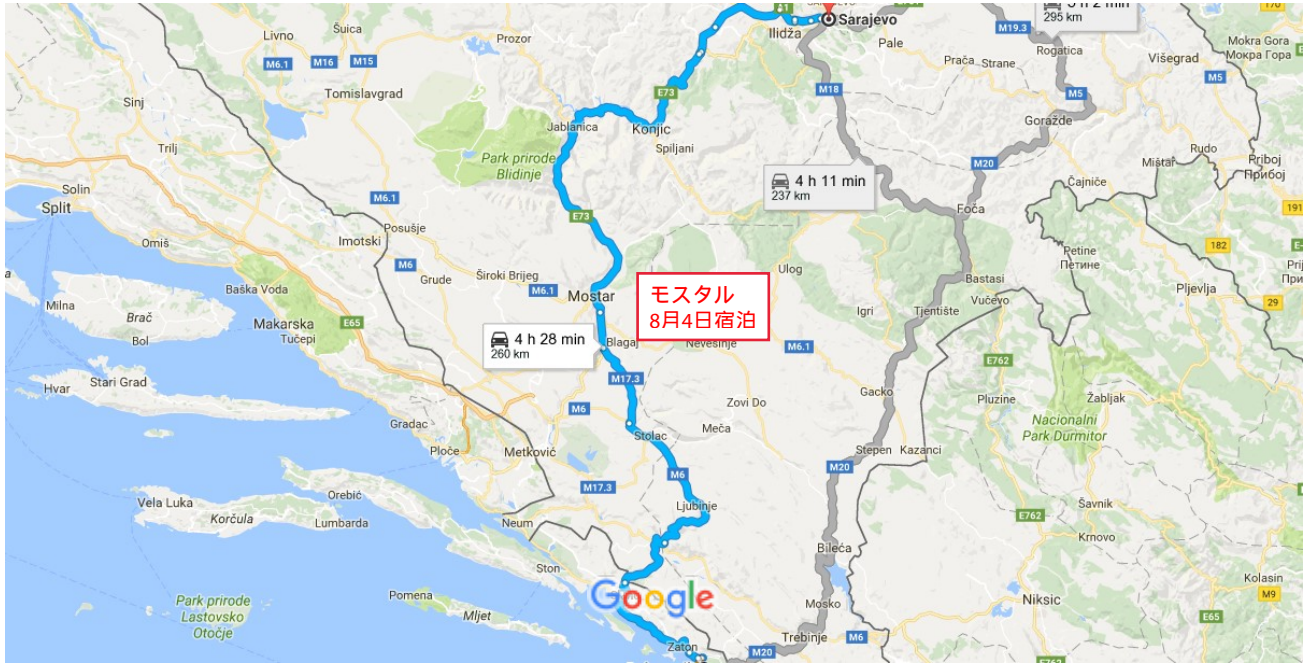 Sarajevo
Ilidža
Pale
295 km
M19.3
170
Livno
Šuica
Prozor
Rogatica
Mokra Gora
Мокра Гора
Višegrad
M6.1
M16
M15
Prača
Strane
M5
Tomislavgrad
E73
M18
M5
Sinj
Jablanica
Konjic
Goražde
Spiljani
Trilj
Park prirode
Blidinje
M20
Rudo
Mištar
Priboj
Прибој
4 h 11 min
237 km
Čajniče
Solin
Split
M6.1
191
Foča
E73
Posušje
Omiš
Imotski
182
Petine
Петине
M6
Grude
Široki Brijeg
Ulog
Bastasi
M6.1
モスタル
8月4日宿泊
Baška Voda
Mostar
Vučevo
Pljevlja
29
Milna
Brač
Bol
Makarska
Tučepi
E65
Igri
Tjentište
4 h 28 min
260 km
Blagaj
Nevesinje
M6.1
E762
M17.3
Hvar
Stari Grad
Gacko
Pluzine
Žabljak
M6
Zovi Do
Gradac
Meča
Nacionalni
Park Durmitor
Stolac
Ploče
Metković
Stepen
Kazanci
M6
M20
M17.3
Vela Luka
Orebić
Ljubinje
Šavnik
Korčula
Lumbarda
Neum
E762
Krnovo
Bileća
Ston
Kolasin
Google
M9
Park prirode
Lastovsko
Otočje
Pomena
Mljet
Mosko
Niksic
E65
Zaton
M20
Trebinje
M6